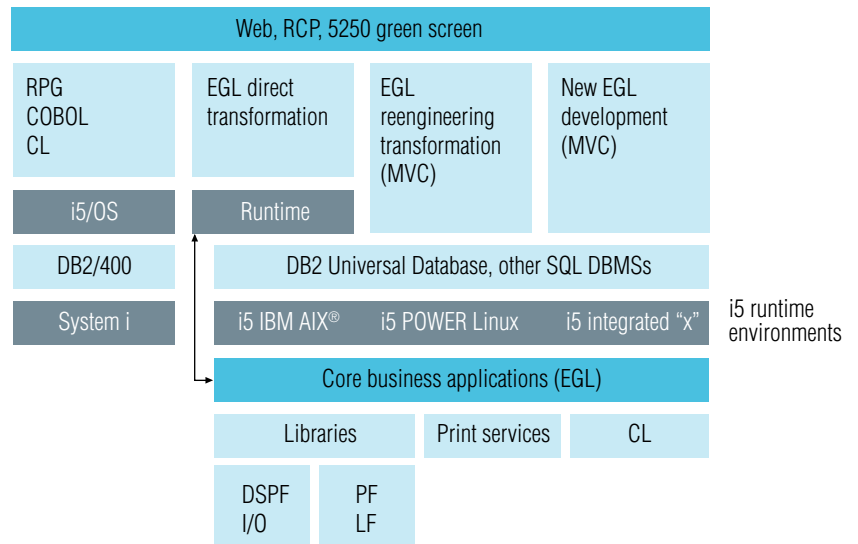 Web, RCP, 5250 green screen
RPG
COBOL
CL
EGL direct
transformation
EGL
reengineering
transformation
(MVC)
New EGL
development
(MVC)
i5/OS
Runtime
DB2/400
DB2 Universal Database, other SQL DBMSs
System i
i5 IBM AIX®
i5 POWER Linux
i5 integrated “x”
i5 runtime
environments
Core business applications (EGL)
Libraries
Print services
CL
DSPF
I/O
PF
LF